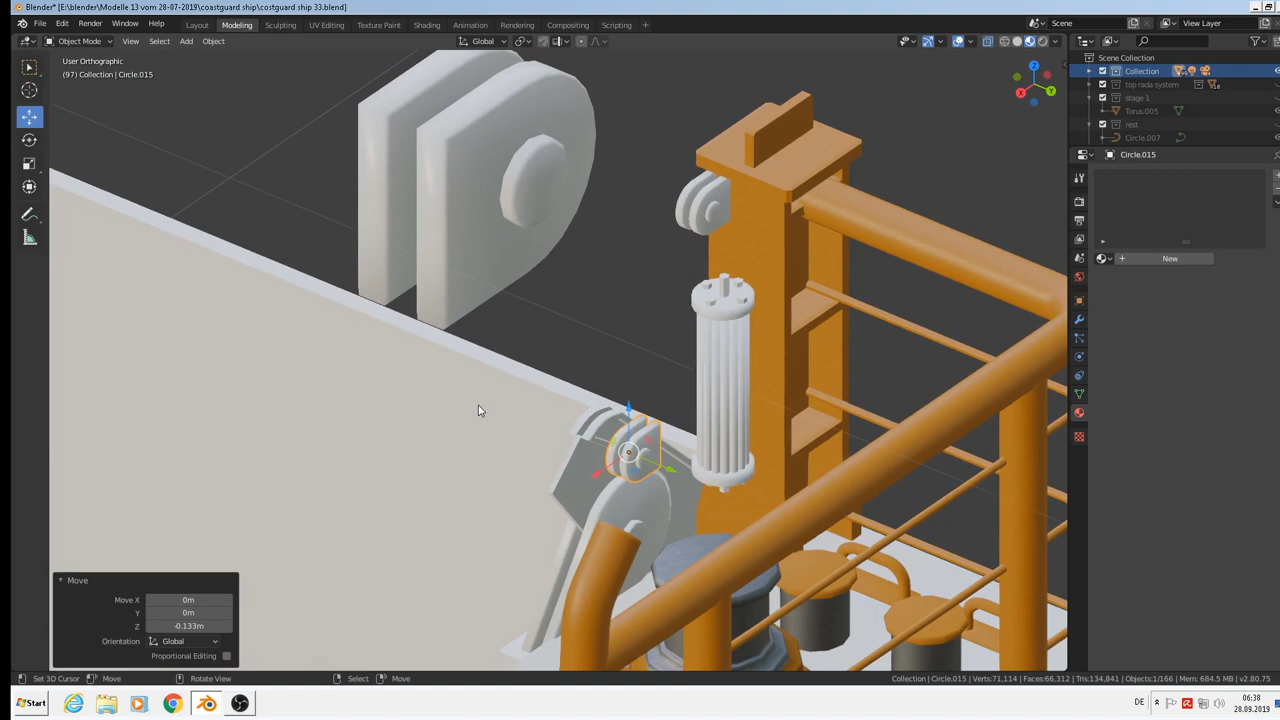 Blender* [E:\blender\Modelle 13 vom 28-07-2019\coastguard ship\costguard ship 33.blend]
File Edit Render Window Help Layout Modeling Sculpting UV Editing Texture Paint Shading Animation Rendering Compositing Scripting + Scene View Layer
Object Mode View Select Add Object Global
User Orthographic
(97) Collection | Circle.015
Z
Y
X
Scene Collection
Collection
top rada system
stage 1
Torus.005
rest
Circle.007
Circle.015
+ New
Move
Move X 0m
Y 0m
Z -0.133m
Orientation Global
Proportional Editing
Set 3D Cursor Move Rotate View Select Move Collection | Circle.015 | Verts:71,114 | Faces:66,312 | Tris:134,841 | Objects:1/166 | Mem: 684.5 MB | v2.80.75
Start DE 06:38
28.09.2019